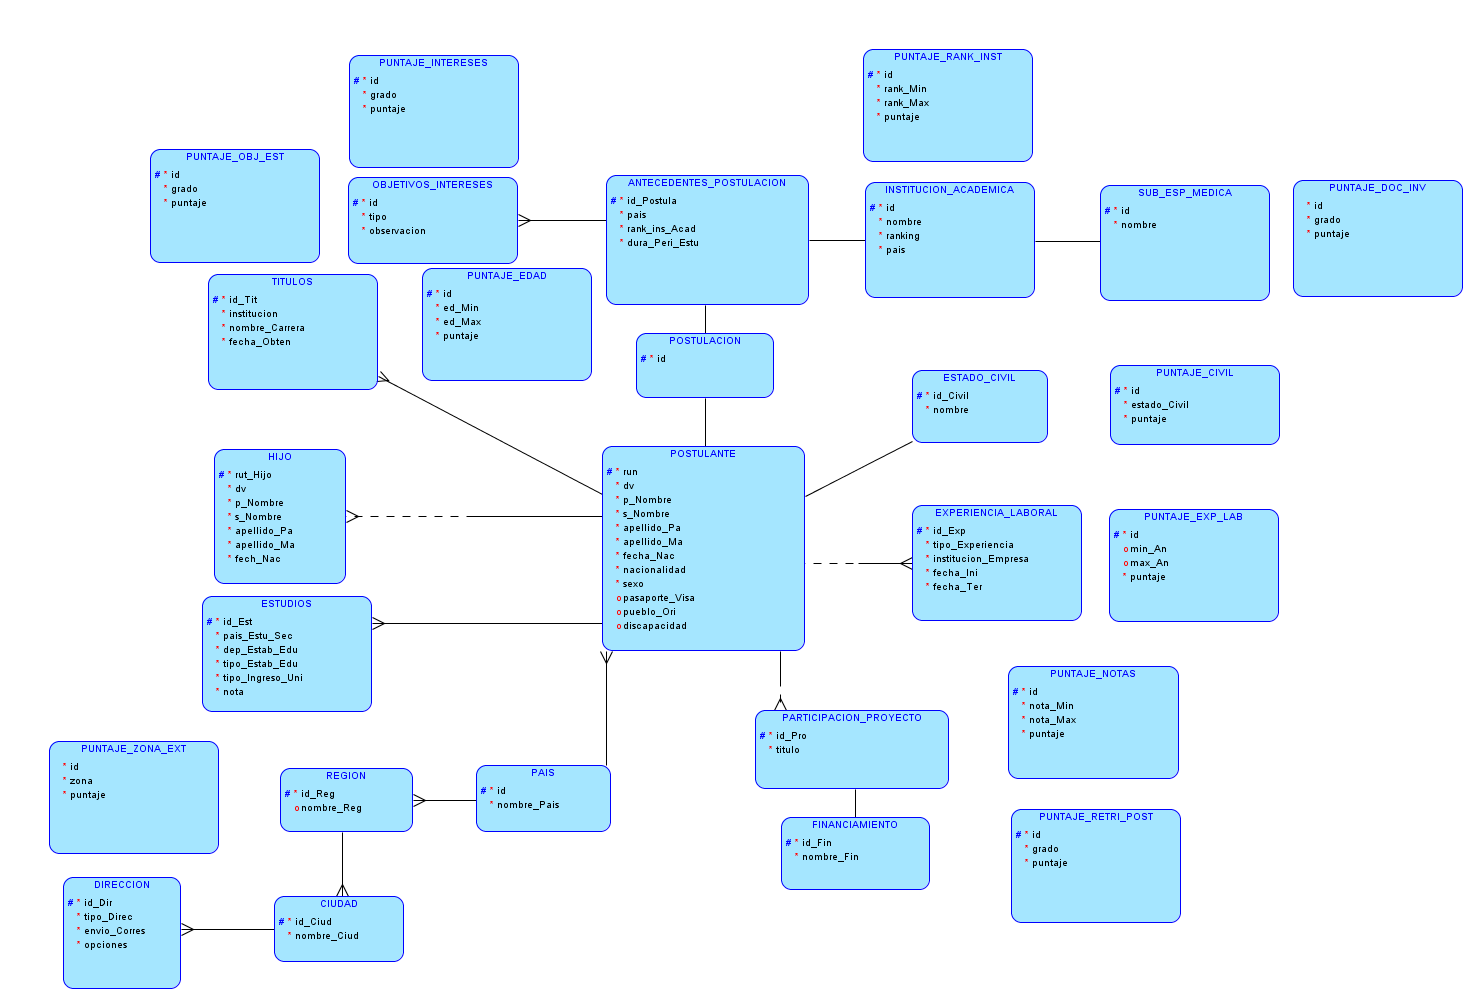 PUNTAJE_INTERESES
# * id
* grado
* puntaje
PUNTAJE_RANK_INST
# * id
* rank_Min
* rank_Max
* puntaje
PUNTAJE_OBJ_EST
# * id
* grado
* puntaje
OBJETIVOS_INTERESES
# * id
* tipo
* observacion
ANTECEDENTES_POSTULACION
# * id_Postula
* pais
* rank_ins_Acad
* dura_Peri_Estu
INSTITUCION_ACADEMICA
# * id
* nombre
* ranking
* pais
SUB_ESP_MEDICA
# * id
* nombre
PUNTAJE_DOC_INV
* id
* grado
* puntaje
TITULOS
# * id_Tit
* institucion
* nombre_Carrera
* fecha_Obten
PUNTAJE_EDAD
# * id
* ed_Min
* ed_Max
* puntaje
POSTULACION
# * id
ESTADO_CIVIL
# * id_Civil
* nombre
PUNTAJE_CIVIL
# * id
* estado_Civil
* puntaje
HIJO
# * rut_Hijo
* dv
* p_Nombre
* s_Nombre
* apellido_Pa
* apellido_Ma
* fech_Nac
POSTULANTE
# * run
* dv
* p_Nombre
* s_Nombre
* apellido_Pa
* apellido_Ma
* fecha_Nac
* nacionalidad
* sexo
o pasaporte_Visa
o pueblo_Ori
o discapacidad
EXPERIENCIA_LABORAL
# * id_Exp
* tipo_Experiencia
* institucion_Empresa
* fecha_Ini
* fecha_Ter
PUNTAJE_EXP_LAB
# * id
o min_An
o max_An
* puntaje
ESTUDIOS
# * id_Est
* pais_Estu_Sec
* dep_Estab_Edu
* tipo_Estab_Edu
* tipo_Ingreso_Uni
* nota
PUNTAJE_NOTAS
# * id
* nota_Min
* nota_Max
* puntaje
PARTICIPACION_PROYECTO
# * id_Pro
* titulo
PUNTAJE_ZONA_EXT
* id
* zona
* puntaje
REGION
# * id_Reg
o nombre_Reg
PAIS
# * id
* nombre_Pais
FINANCIAMIENTO
# * id_Fin
* nombre_Fin
PUNTAJE_RETRI_POST
# * id
* grado
* puntaje
DIRECCION
# * id_Dir
* tipo_Direc
* envio_Corres
* opciones
CIUDAD
# * id_Ciud
* nombre_Ciud